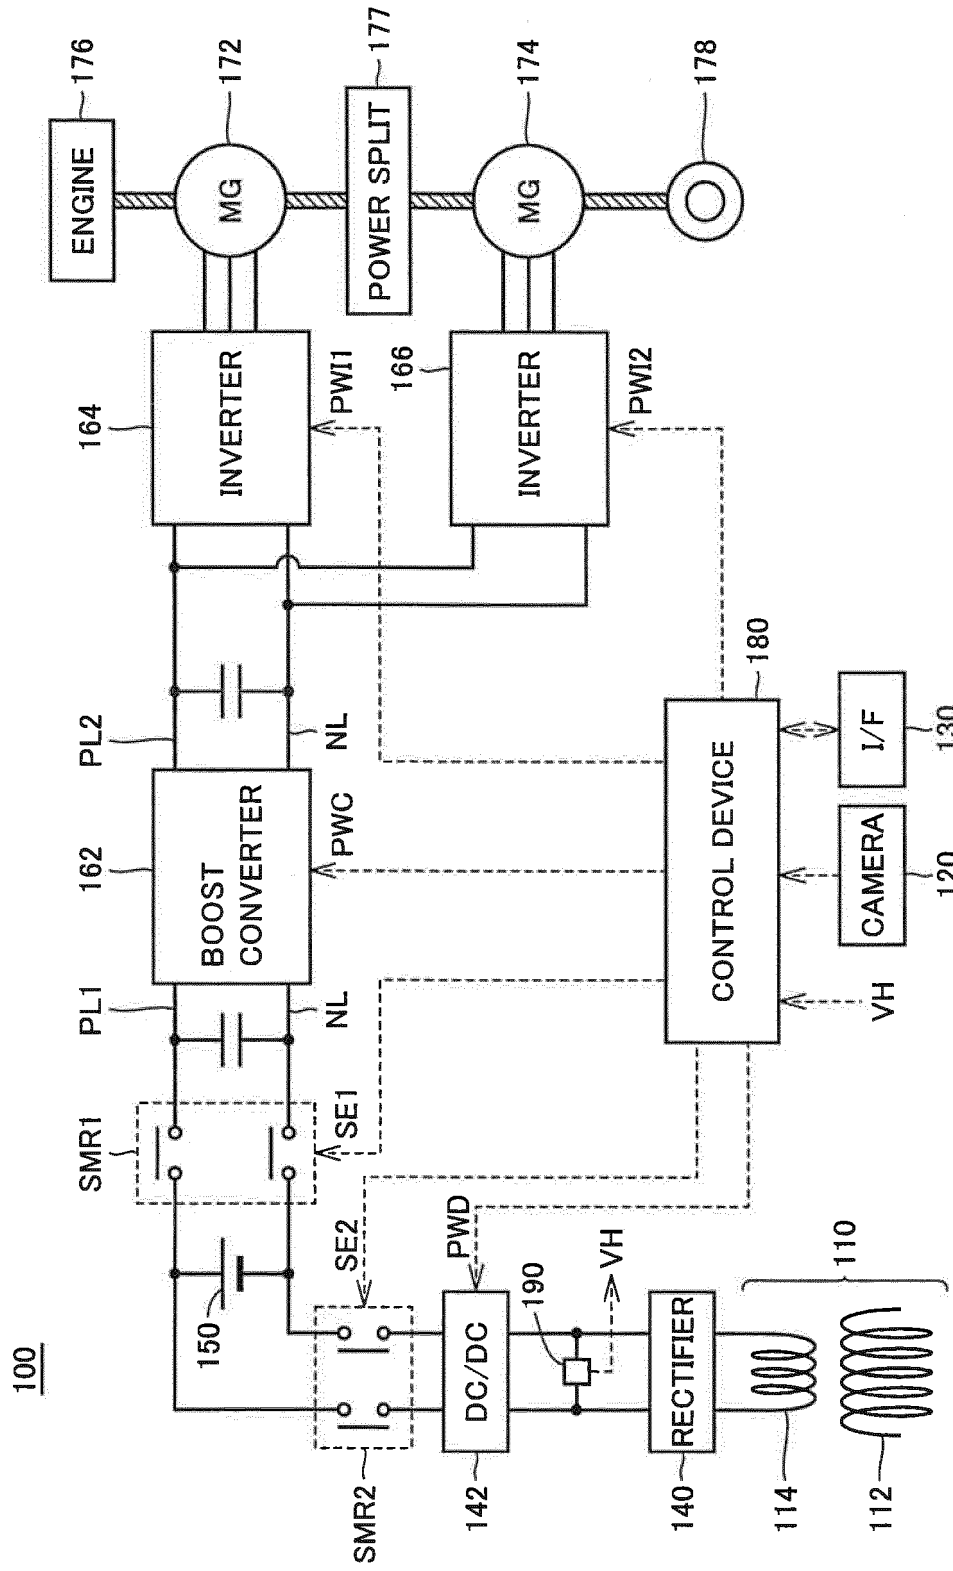 100
SMR1
PL1
162
PL2
164
ENGINE
176
172
MG
INVERTER
BOOST
CONVERTER
150
NL
NL
PWI1
PWC
SE1
SE2
SMR2
POWER SPLIT
177
166
174
MG
INVERTER
PWI2
PWD
DC/DC
142
190
VH
178
180
CONTROL DEVICE
RECTIFIER
140
114
110
112
VH
CAMERA
120
I/F
130